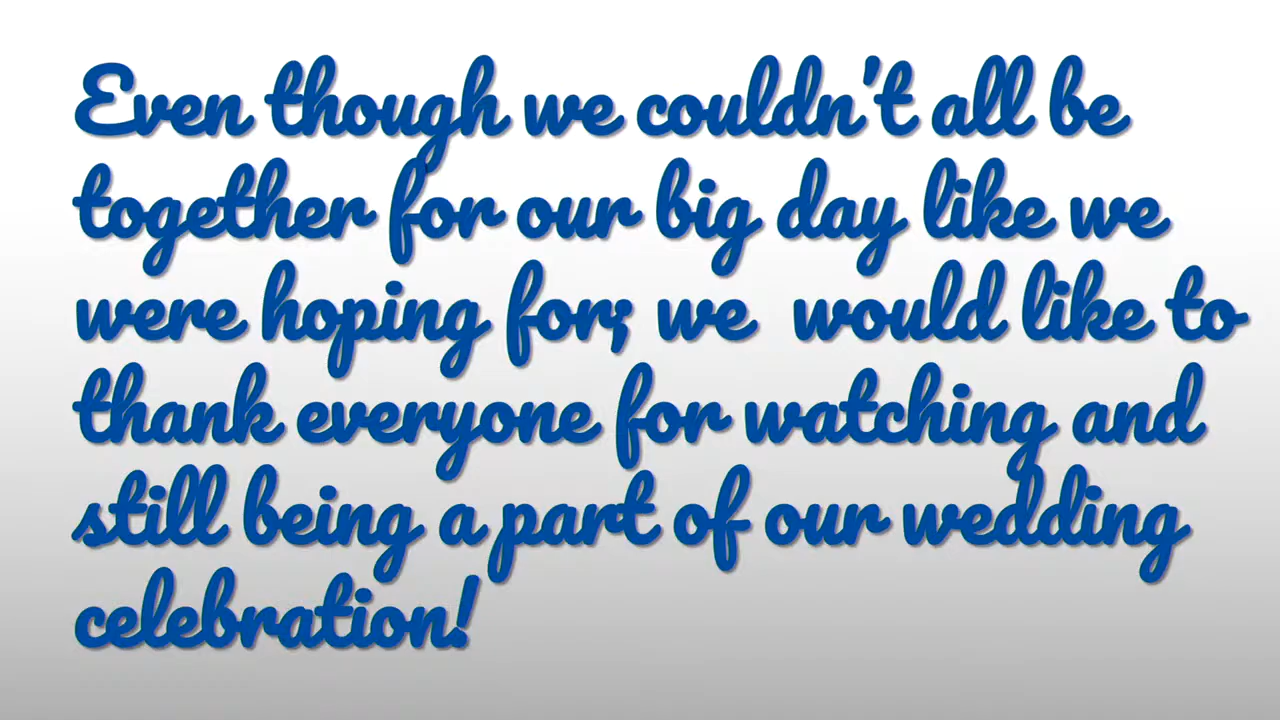 Even though we couldn't all be
together for our big day like we
were hoping for; we  would like to
thank everyone for watching and
still being a part of our wedding
celebration!